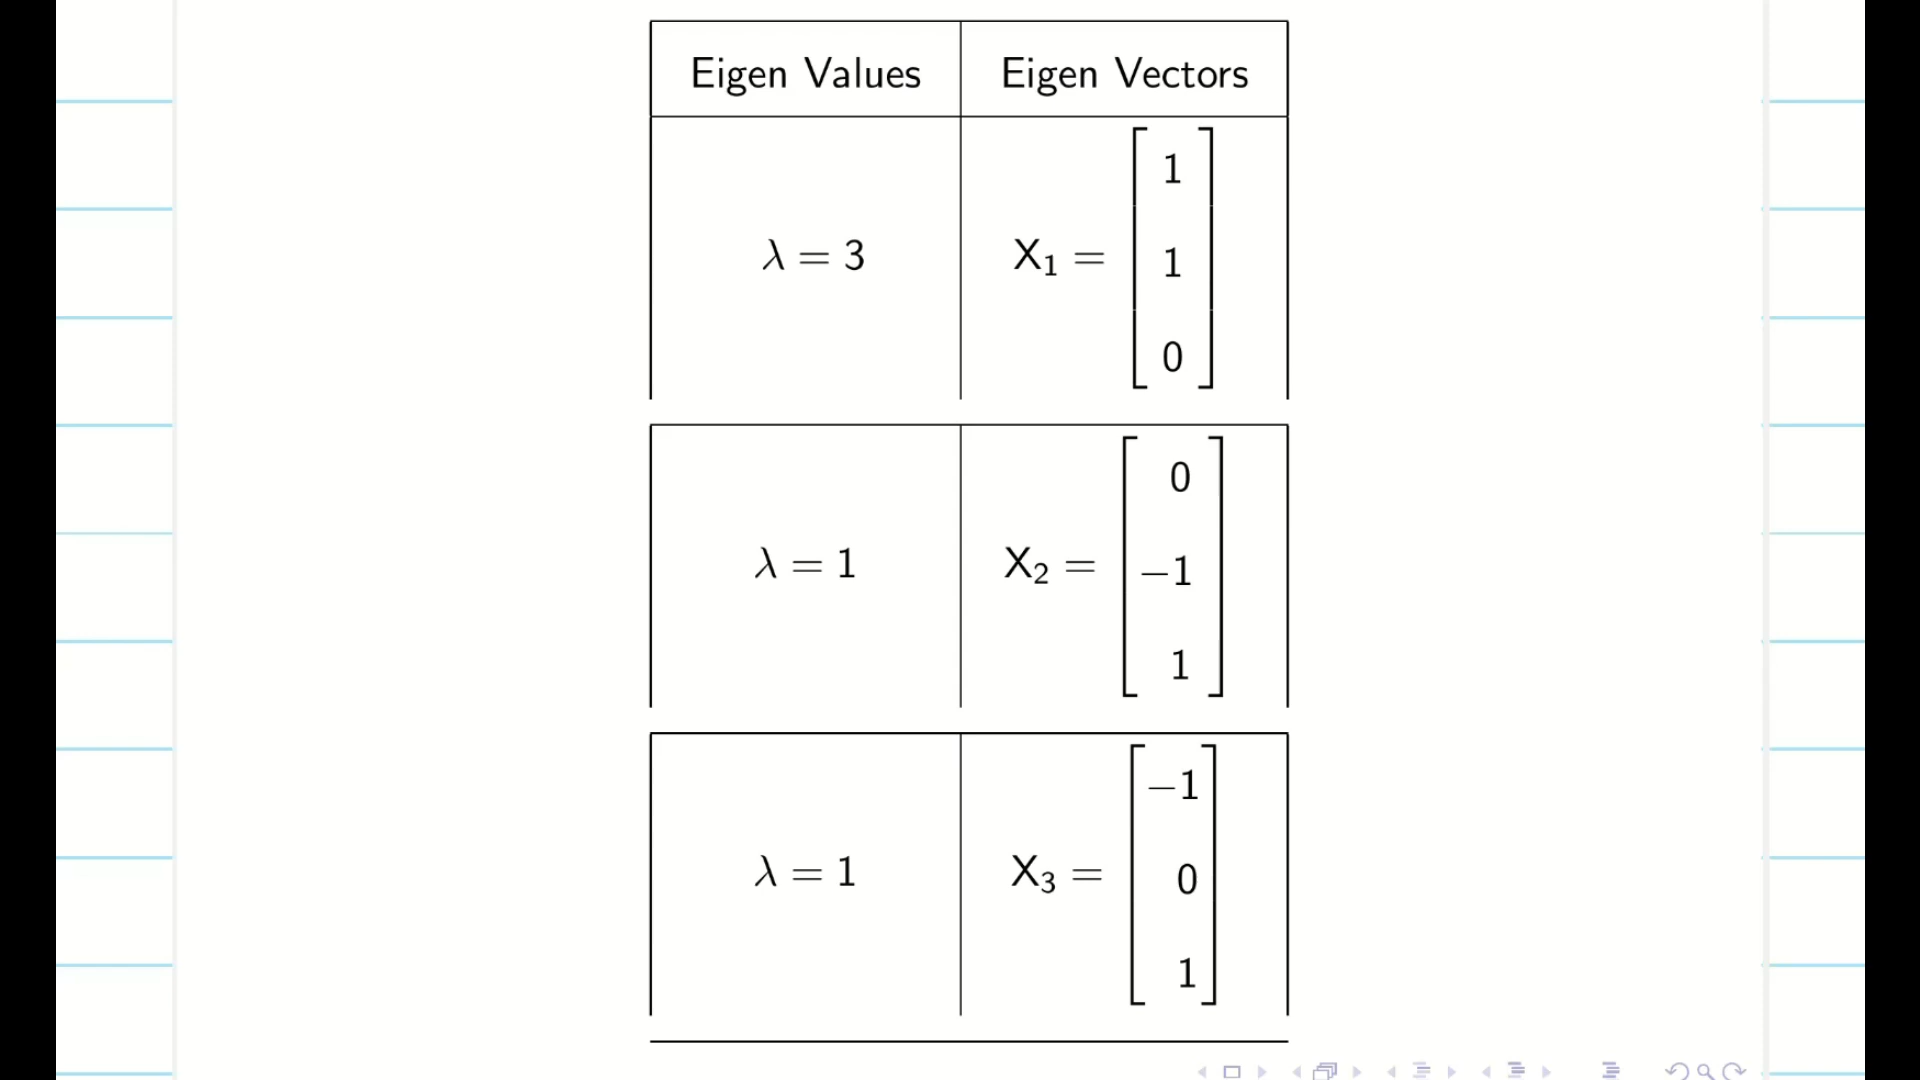 Eigen Values Eigen Vectors
1
λ = 3 X₁ = 1
0
0
λ = 1 X₂ = −1
1
−1
λ = 1 X₃ = 0
1